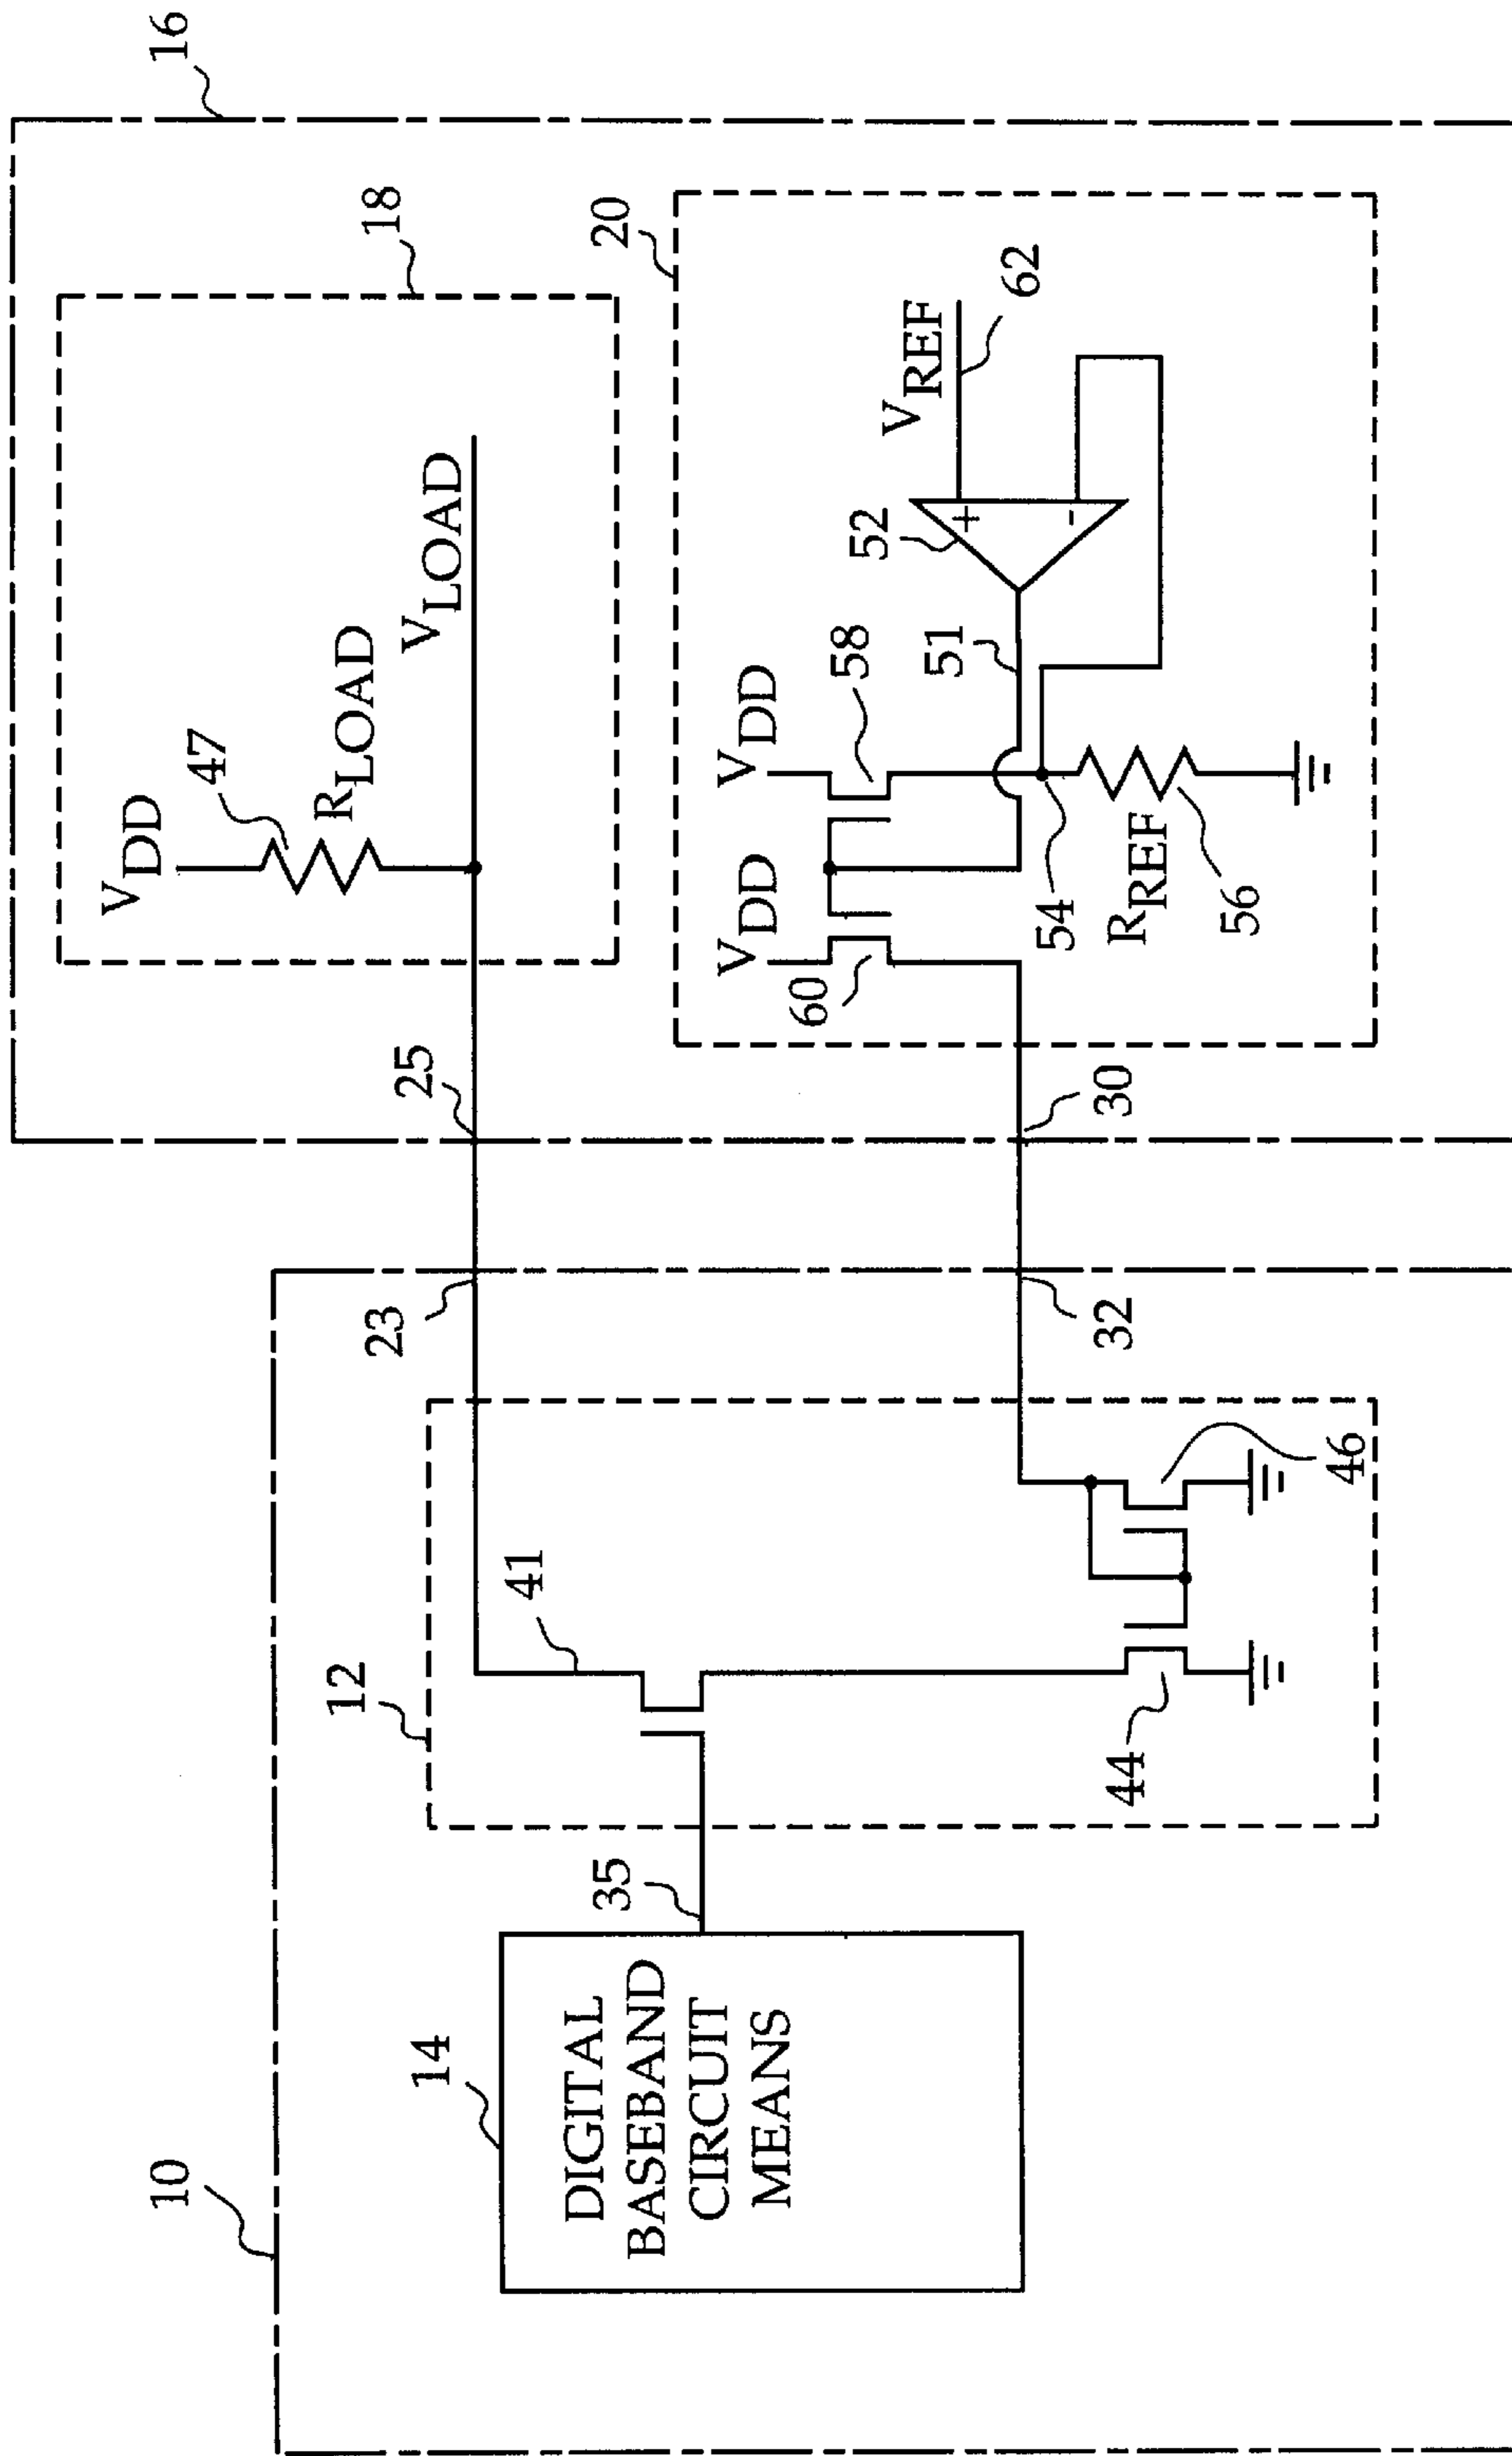 10
14
DIGITAL
BASEBAND
CIRCUIT
MEANS
35
12
41
44
46
23
32
25
30
16
18
VDD
47
RLOAD
VLOAD
20
VDD
VDD
60
58
54
RREF
56
51
52
+
-
VREF
62